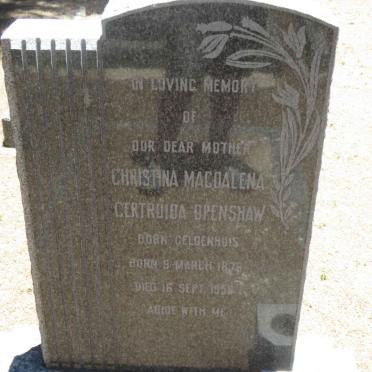 IN LOVING MEMORY
OF
OUR DEAR MOTHER
CHRISTINA MAGDALENA
GERTRUIDA OPENSHAW
BORN GELDENHUIS
BORN 5 MARCH 1876
DIED 16 SEPT. 1958
ABIDE WITH ME